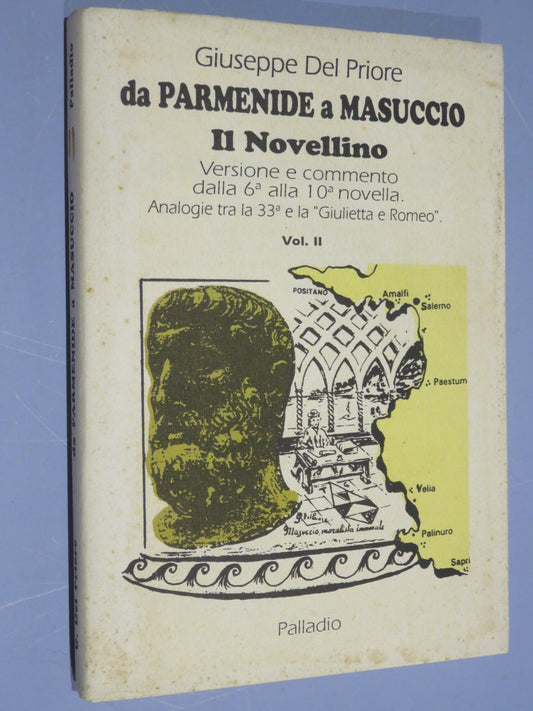 Giuseppe Del Priore
da PARMENIDE a MASUCCIO
Il Novellino
Versione e commento
dalla 6ª alla 10ª novella.
Analogie tra la 33ª e la "Giulietta e Romeo".
Vol. II
POSITANO
Amalfi
Salerno
Paestum
Velia
Palinuro
Sapri
Masuccio, moralista immorale
Palladio
G. Del Priore
da PARMENIDE a MASUCCIO
Palladio